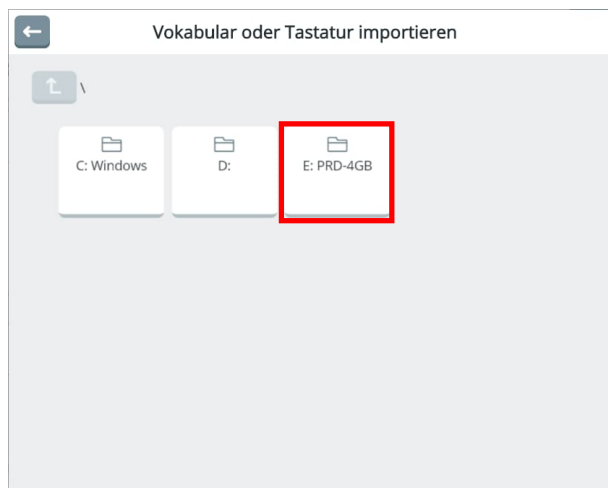 Vokabular oder Tastatur importieren
\
C: Windows
D:
E: PRD-4GB